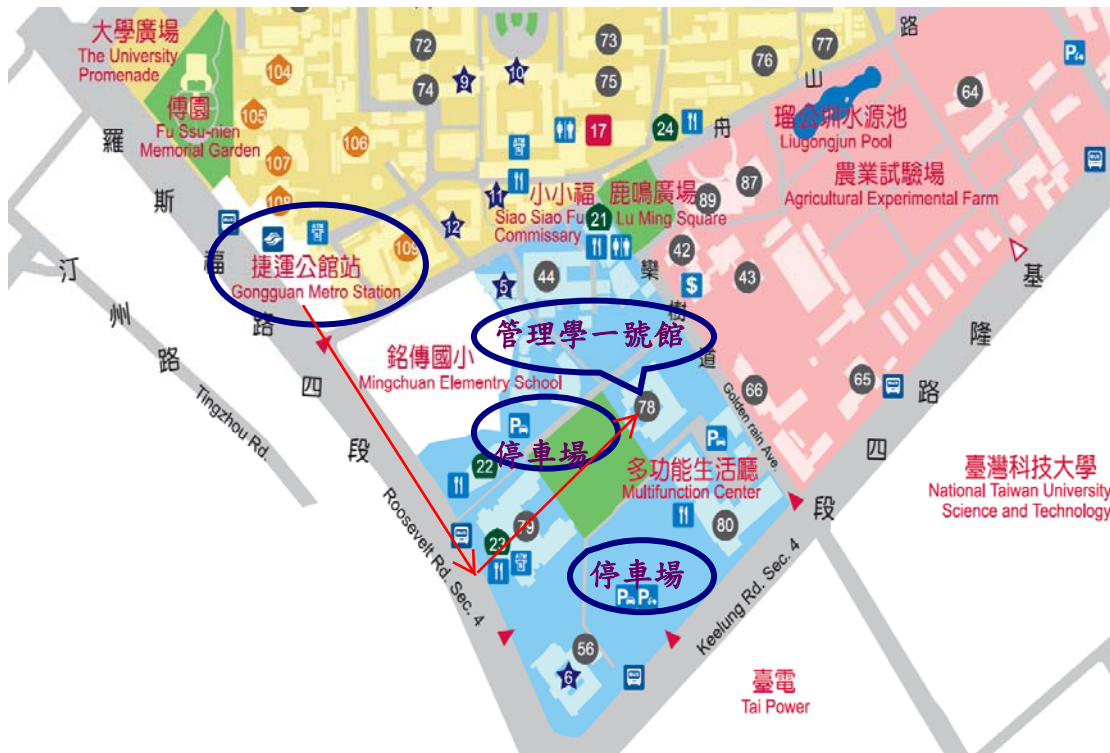 大學廣場
The University
Promenade
傅園
Fu Ssu-nien
Memorial Garden
104
105
106
107
108
109
72
74
9
10
73
75
76
77
舟
山
路
17
24
64
瑠公圳水源池
Liugongjun Pool
農業試驗場
Agricultural Experimental Farm
87
89
11
12
小小福
Siao Siao Fu
Commissary
鹿鳴廣場
Lu Ming Square
21
BUS
ATM
捷運公館站
Gongguan Metro Station
羅
斯
福
路
四
段
Roosevelt Rd. Sec. 4
汀
州
路
Tingzhou Rd.
5
44
42
43
$
欒
樹
道
Golden rain Ave.
管理學一號館
78
銘傳國小
Mingchuan Elementry School
P
停車場
22
多功能生活廳
Multifunction Center
P
66
65
80
79
23
ATM
BUS
停車場
P
P
56
6
BUS
基
隆
路
四
段
Keelung Rd. Sec. 4
BUS
BUS
P
臺灣科技大學
National Taiwan University
Science and Technology
臺電
Tai Power